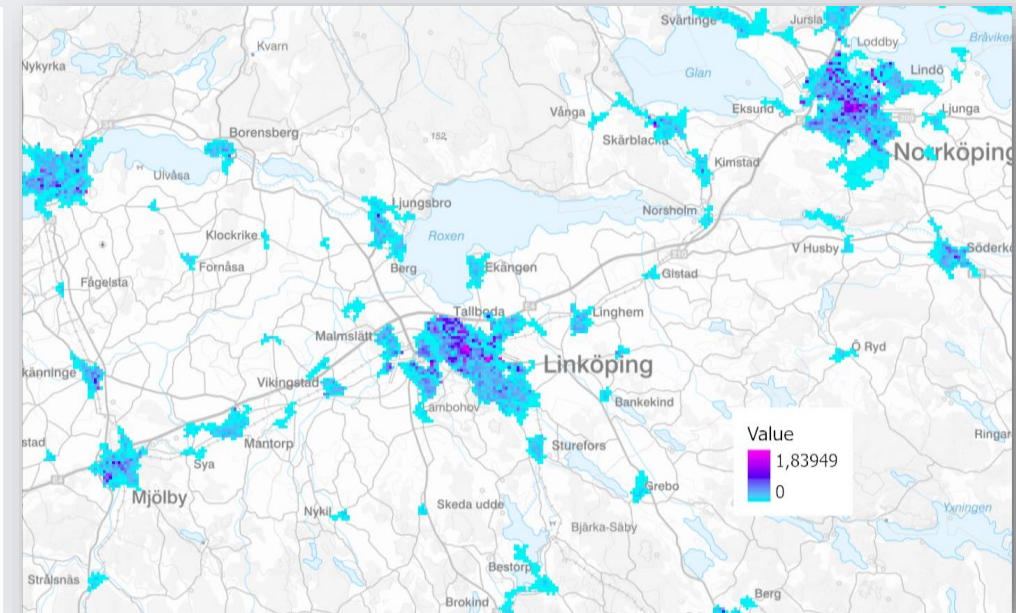 Svärtinge
Jursla
Bråviken
Kvarn
Loddby
Nykyrka
Glan
Lindö
Vånga
Eksund
Ljunga
Borensberg
152
Skärblacka
Norrköping
Ulvåsa
Kimstad
Ljungsbro
Norsholm
Klockrike
Roxen
V Husby
Söderkö
Fornåsa
Berg
Ekängen
Gistad
Fågelsta
Tallboda
Linghem
Malmslätt
Ö Ryd
Linköping
känninge
Vikingstad
Lambohov
Bankekind
Value
stad
Mantorp
Sturefors
Ringar
1,83949
Sya
0
Mjölby
Grebo
Skeda udde
Nykil
Yxningen
Bjärka-Säby
Strålsnäs
Bestorp
Brokind
Berg